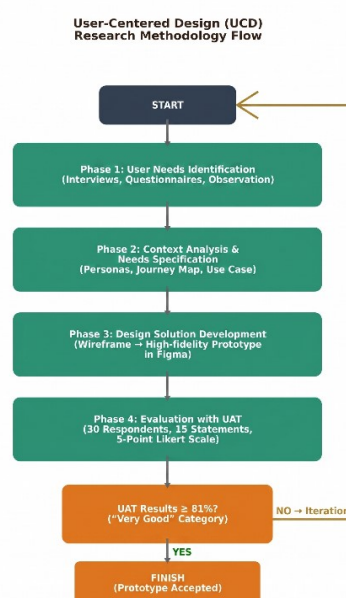 User-Centered Design (UCD)
Research Methodology Flow
START
Phase 1: User Needs Identification
(Interviews, Questionnaires, Observation)
Phase 2: Context Analysis &
Needs Specification
(Personas, Journey Map, Use Case)
Phase 3: Design Solution Development
(Wireframe → High-fidelity Prototype
in Figma)
Phase 4: Evaluation with UAT
(30 Respondents, 15 Statements,
5-Point Likert Scale)
UAT Results ≥ 81%?
(“Very Good” Category)
NO → Iteration
YES
FINISH
(Prototype Accepted)